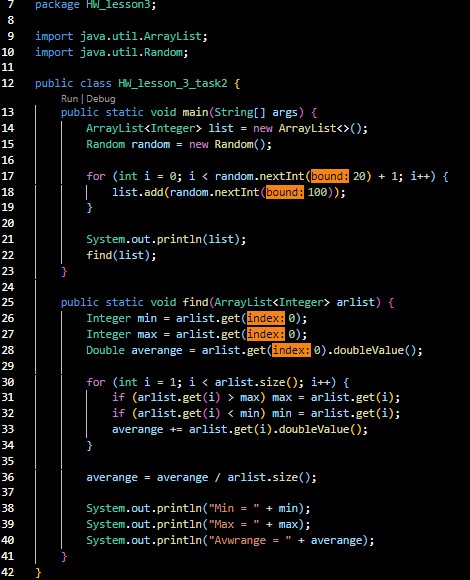 7 package HW_lesson3;
8
9 import java.util.ArrayList;
10 import java.util.Random;
11
12 public class HW_lesson_3_task2 {
Run | Debug
13 public static void main(String[] args) {
14 ArrayList<Integer> list = new ArrayList<>();
15 Random random = new Random();
16
17 for (int i = 0; i < random.nextInt(bound: 20) + 1; i++) {
18 list.add(random.nextInt(bound: 100));
19 }
20
21 System.out.println(list);
22 find(list);
23 }
24
25 public static void find(ArrayList<Integer> arlist) {
26 Integer min = arlist.get(index: 0);
27 Integer max = arlist.get(index: 0);
28 Double averange = arlist.get(index: 0).doubleValue();
29
30 for (int i = 1; i < arlist.size(); i++) {
31 if (arlist.get(i) > max) max = arlist.get(i);
32 if (arlist.get(i) < min) min = arlist.get(i);
33 averange += arlist.get(i).doubleValue();
34 }
35
36 averange = averange / arlist.size();
37
38 System.out.println("Min = " + min);
39 System.out.println("Max = " + max);
40 System.out.println("Avwrange = " + averange);
41 }
42 }